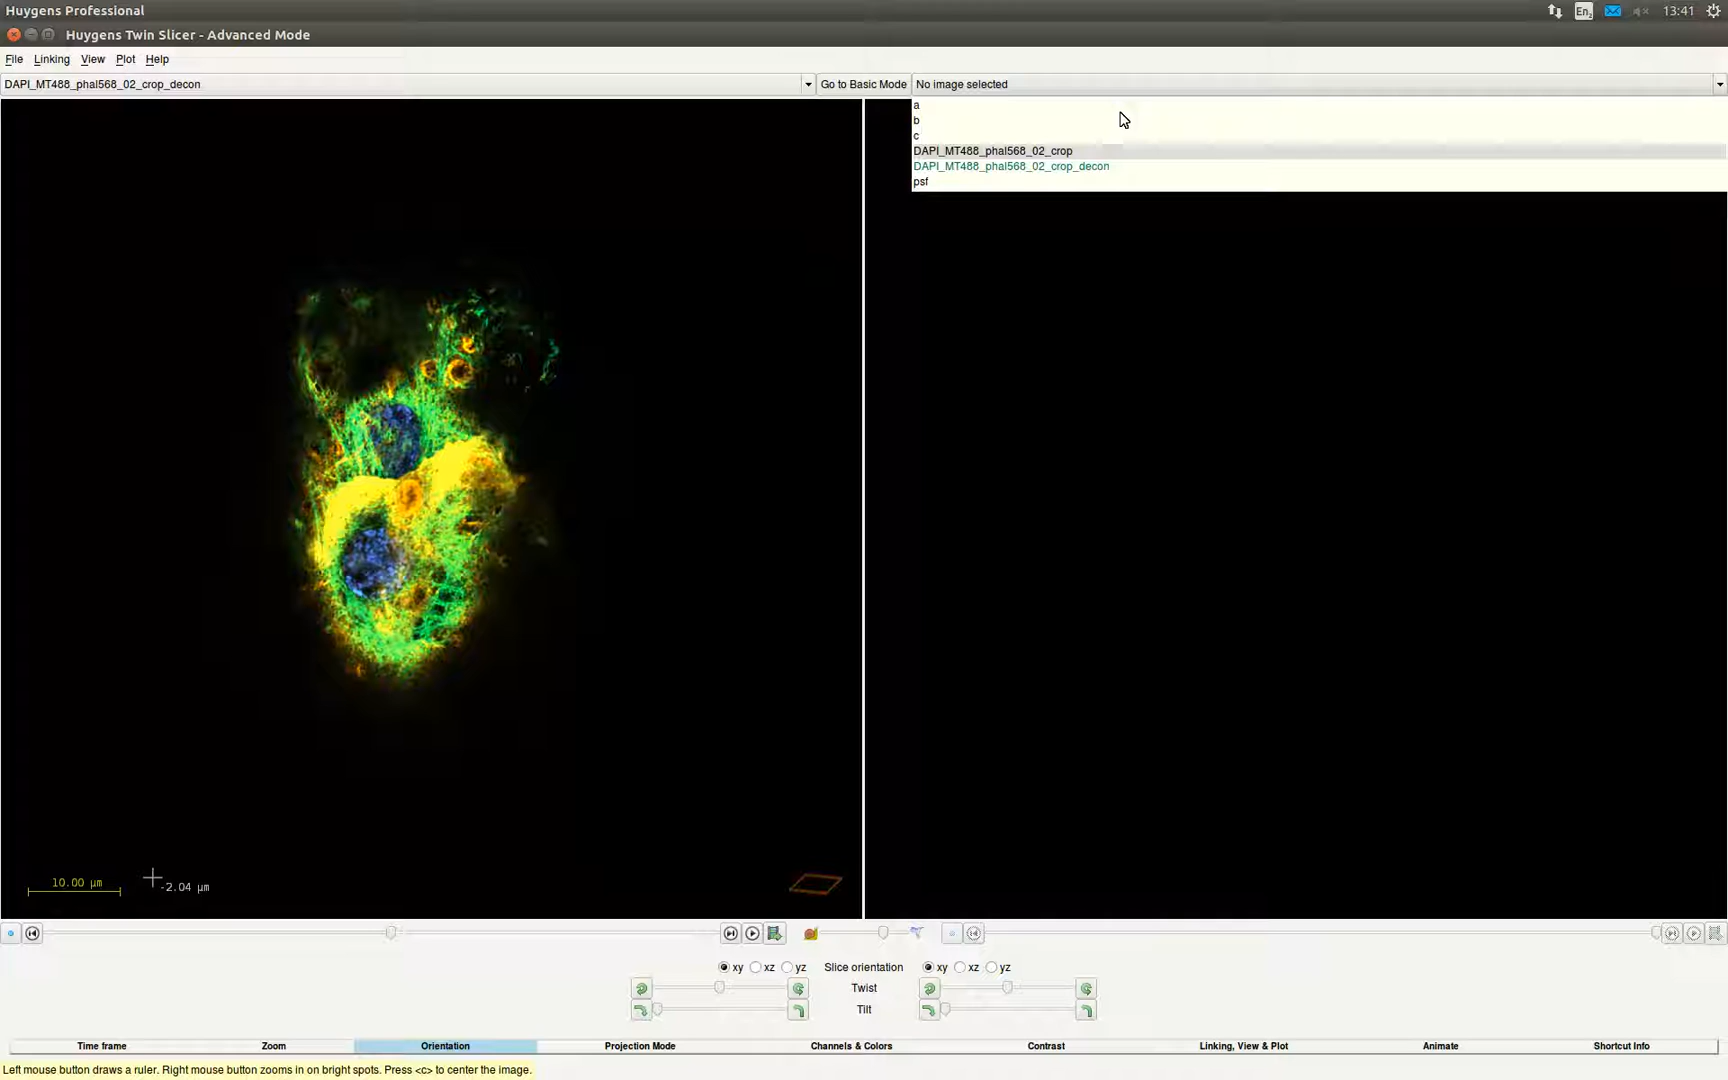 Huygens Professional
En2
13:41
Huygens Twin Slicer - Advanced Mode
File Linking View Plot Help
DAPI_MT488_phal568_02_crop_decon
Go to Basic Mode
No image selected
a
b
c
DAPI_MT488_phal568_02_crop
DAPI_MT488_phal568_02_crop_decon
psf
10.00 µm
-2.04 µm
xy xz yz Slice orientation xy xz yz
Twist
Tilt
Time frame Zoom Orientation Projection Mode Channels & Colors Contrast Linking, View & Plot Animate Shortcut Info
Left mouse button draws a ruler. Right mouse button zooms in on bright spots. Press <c> to center the image.